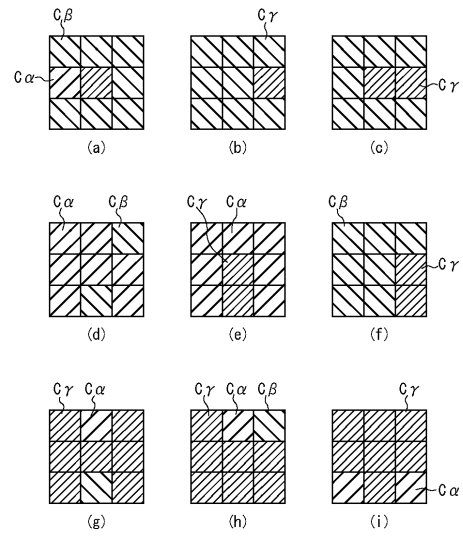 Cβ Cγ
Cα Cγ
(a) (b) (c)
Cα Cβ Cγ Cα Cβ
Cγ
(d) (e) (f)
Cγ Cα Cγ Cα Cβ Cγ
Cα
(g) (h) (i)